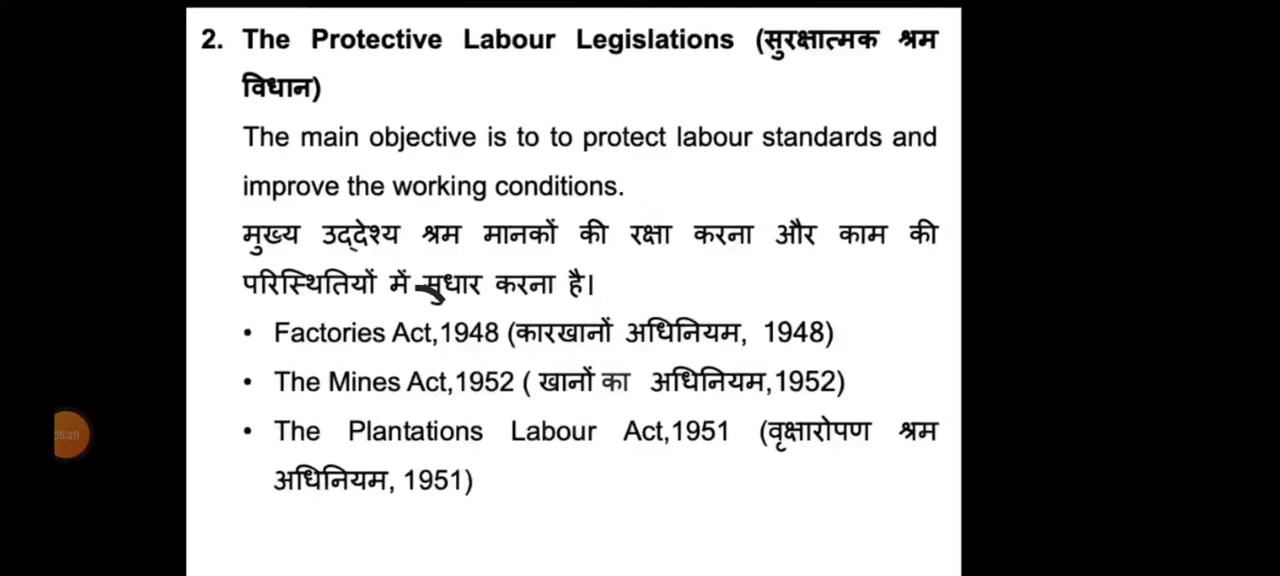 2. The Protective Labour Legislations (सुरक्षात्मक श्रम
विधान)
The main objective is to to protect labour standards and
improve the working conditions.
मुख्य उद्देश्य श्रम मानकों की रक्षा करना और काम की
परिस्थितियों में सुधार करना है।
• Factories Act,1948 (कारखानों अधिनियम, 1948)
• The Mines Act,1952 ( खानों का अधिनियम,1952)
• The Plantations Labour Act,1951 (वृक्षारोपण श्रम
अधिनियम, 1951)